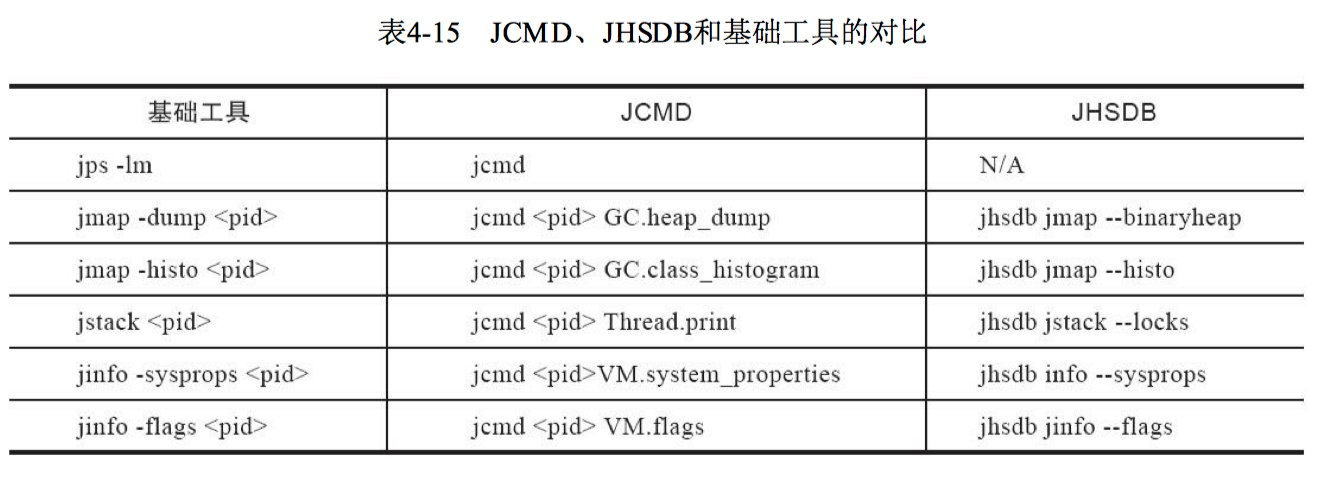 表4-15 JCMD、JHSDB和基础工具的对比
基础工具 JCMD JHSDB
jps -lm jcmd N/A
jmap -dump <pid> jcmd <pid> GC.heap_dump jhsdb jmap --binaryheap
jmap -histo <pid> jcmd <pid> GC.class_histogram jhsdb jmap --histo
jstack <pid> jcmd <pid> Thread.print jhsdb jstack --locks
jinfo -sysprops <pid> jcmd <pid>VM.system_properties jhsdb info --sysprops
jinfo -flags <pid> jcmd <pid> VM.flags jhsdb jinfo --flags